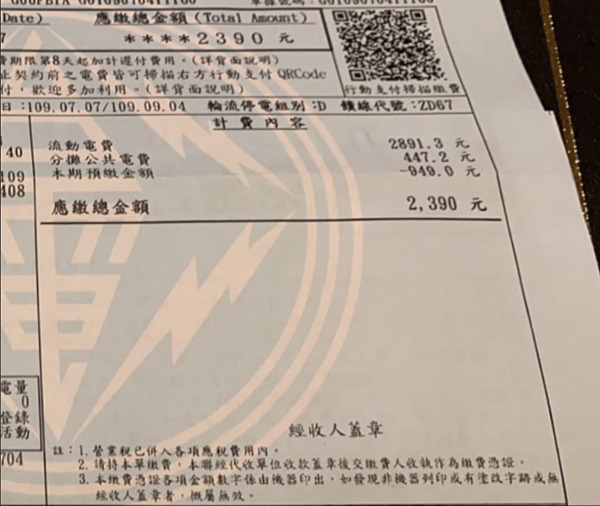 Date) 應繳總金額(Total Amount)
7 ****2390 元
費期限第8天起加計遲付費用。(詳背面說明)
止契約前之電費皆可掃描右方行動支付QRCode
付，歡迎多加利用。(詳背面說明)
行動支付掃描繳費
日:109.07.07/109.09.04 輪流停電組別:D 饋線代號:ZD67
計費內容
40
109
408
流動電費 2891.3 元
分攤公共電費 447.2 元
本期預繳金額 -949.0 元
應繳總金額 2,390 元
電量
0
登錄
活動
704
經收人蓋章
註:1.營業稅已併入各項應稅費用內。
2.請持本單繳費，本聯經代收單位收款蓋章後交繳費人收執作為繳費憑證。
3.本繳費憑證各項金額數字係由機器印出，如發現非機器列印或有塗改字跡或無
經收人蓋章者，概屬無效。